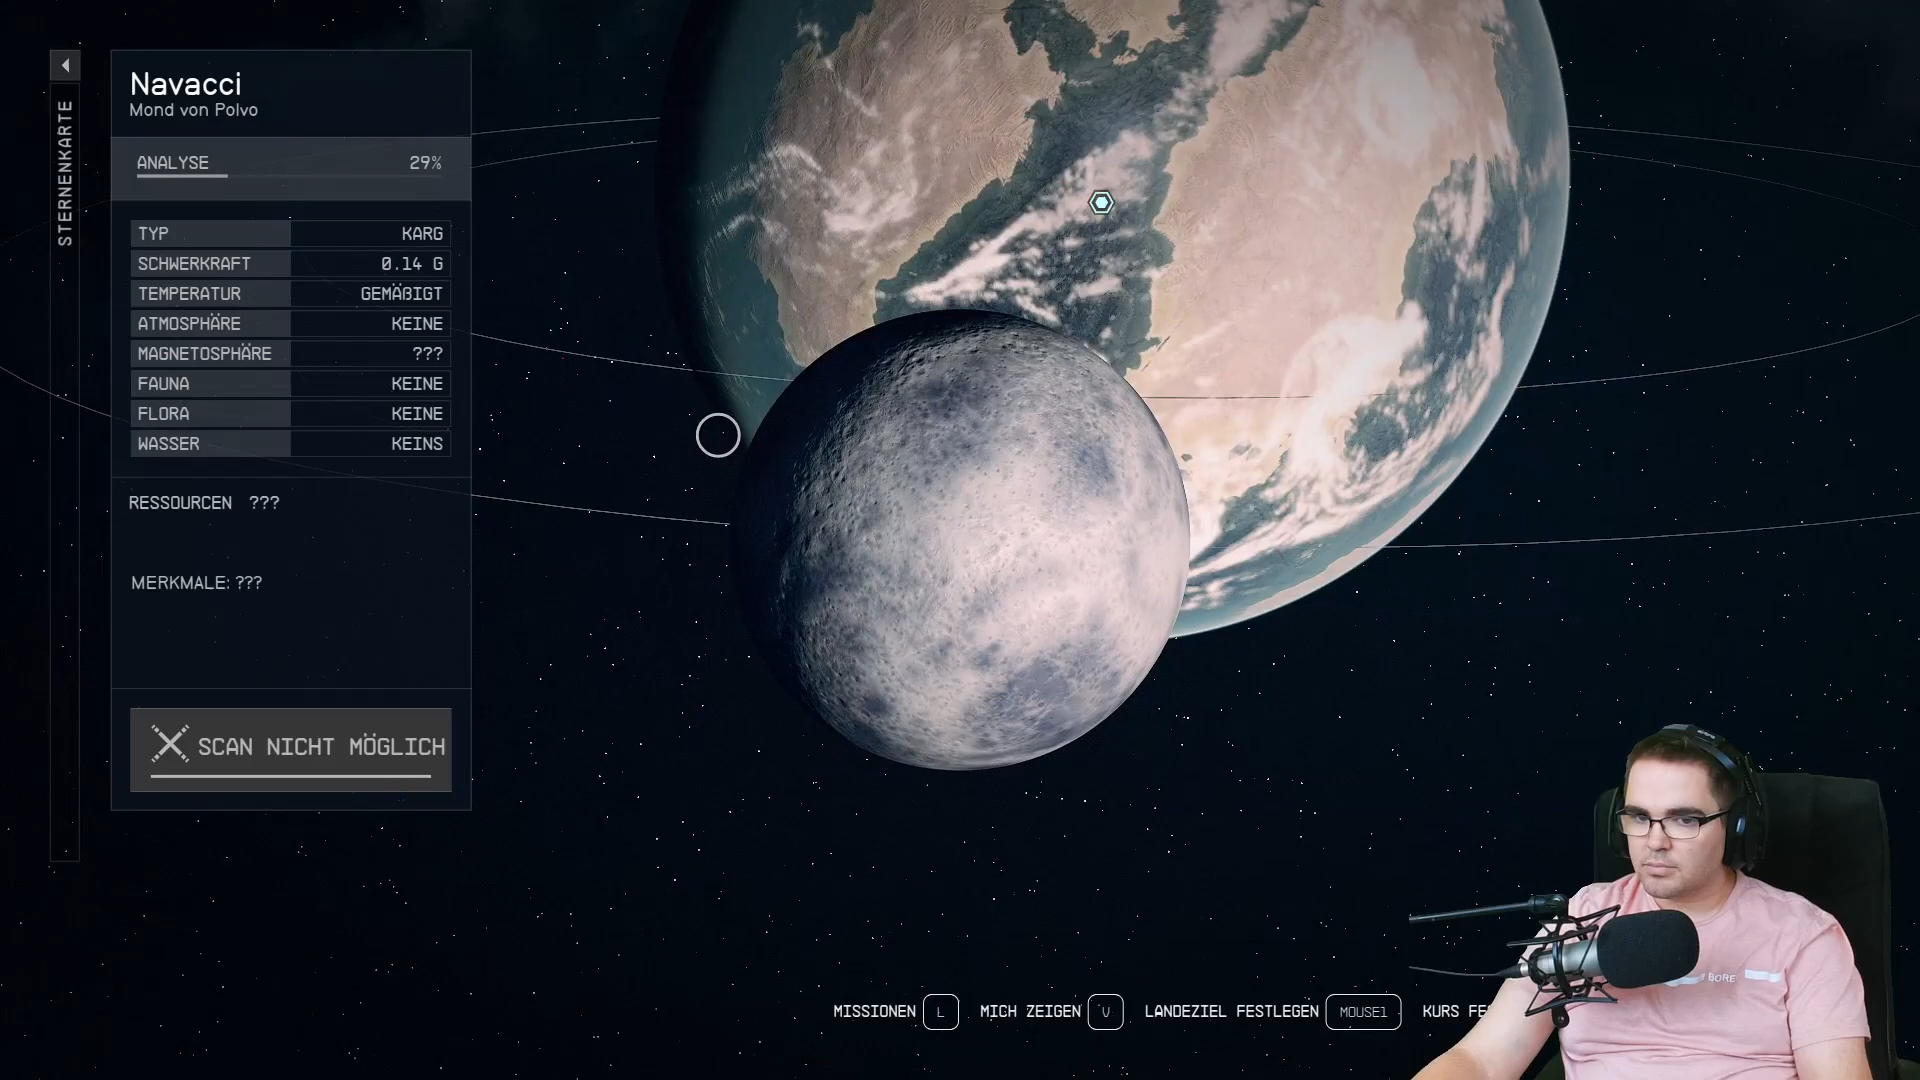 STERNENKARTE
Navacci
Mond von Polvo
ANALYSE 29%
TYP KARG
SCHWERKRAFT 0.14 G
TEMPERATUR GEMÄßIGT
ATMOSPHÄRE KEINE
MAGNETOSPHÄRE ???
FAUNA KEINE
FLORA KEINE
WASSER KEINS
RESSOURCEN ???
MERKMALE: ???
SCAN NICHT MÖGLICH
MISSIONEN L MICH ZEIGEN V LANDEZIEL FESTLEGEN MOUSE1 KURS
BORE